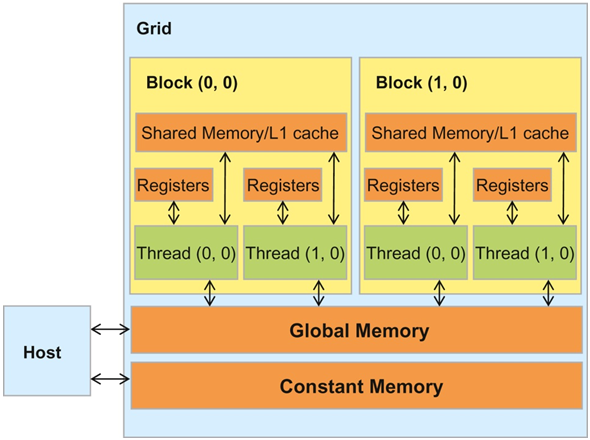 Grid
Block (0, 0)
Block (1, 0)
Shared Memory/L1 cache
Shared Memory/L1 cache
Registers
Registers
Registers
Registers
Thread (0, 0)
Thread (1, 0)
Thread (0, 0)
Thread (1, 0)
Host
Global Memory
Constant Memory